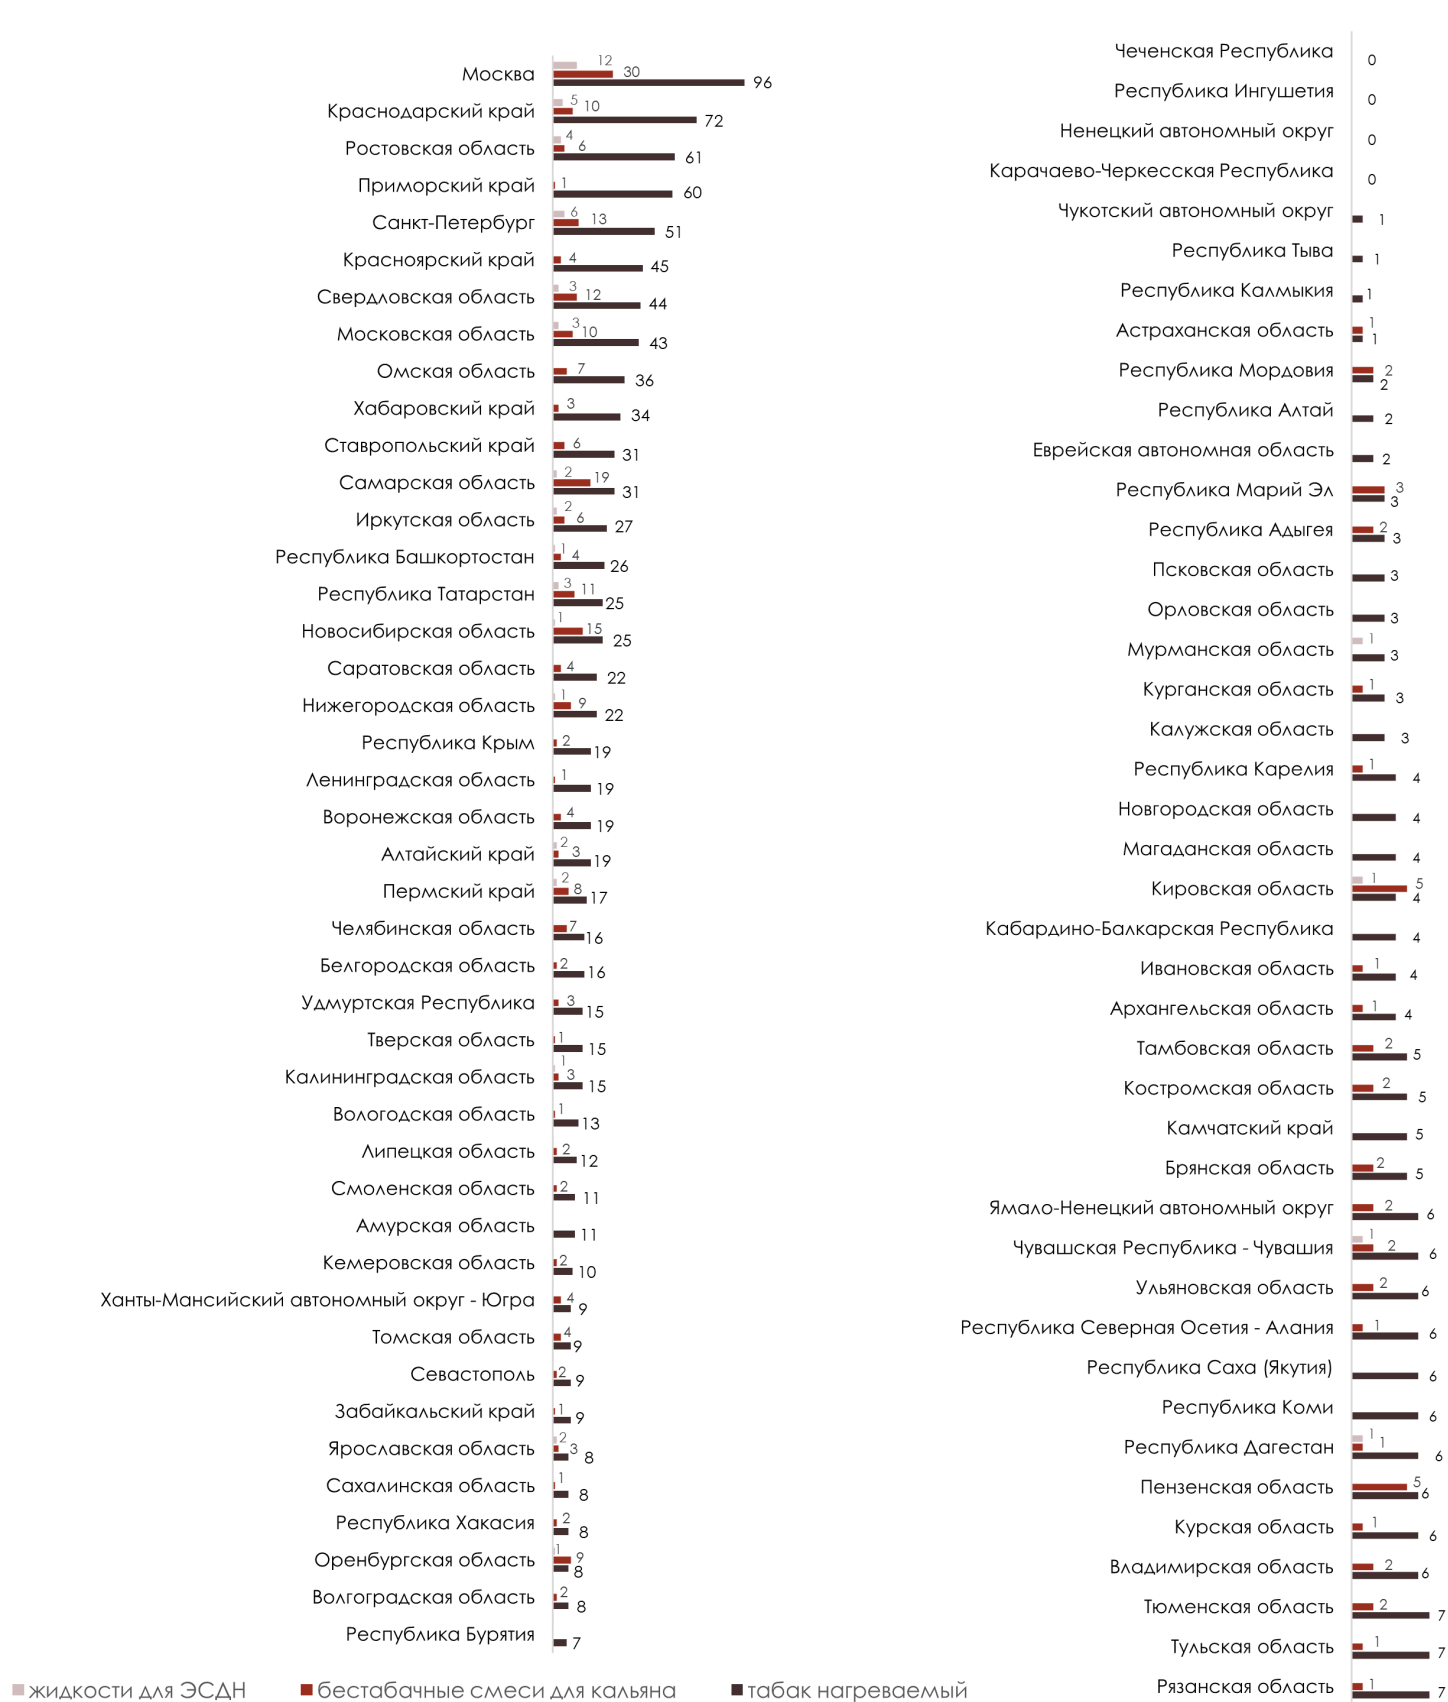 Москва 12 30 96
Краснодарский край 5 10 72
Ростовская область 4 6 61
Приморский край 1 60
Санкт-Петербург 6 13 51
Красноярский край 4 45
Свердловская область 3 12 44
Московская область 3 10 43
Омская область 7 36
Хабаровский край 3 34
Ставропольский край 6 31
Самарская область 2 19 31
Иркутская область 2 6 27
Республика Башкортостан 1 4 26
Республика Татарстан 3 11 25
Новосибирская область 1 15 25
Саратовская область 4 22
Нижегородская область 1 9 22
Республика Крым 2 19
Ленинградская область 1 19
Воронежская область 4 19
Алтайский край 2 3 19
Пермский край 2 8 17
Челябинская область 7 16
Белгородская область 2 16
Удмуртская Республика 3 15
Тверская область 1 15
Калининградская область 1 3 15
Вологодская область 1 13
Липецкая область 2 12
Смоленская область 2 11
Амурская область 11
Кемеровская область 2 10
Ханты-Мансийский автономный округ - Югра 4 9
Томская область 4 9
Севастополь 2 9
Забайкальский край 1 9
Ярославская область 2 3 8
Сахалинская область 1 8
Республика Хакасия 2 8
Оренбургская область 1 9 8
Волгоградская область 2 8
Республика Бурятия 7
Чеченская Республика 0
Республика Ингушетия 0
Ненецкий автономный округ 0
Карачаево-Черкесская Республика 0
Чукотский автономный округ 1
Республика Тыва 1
Республика Калмыкия 1
Астраханская область 1 1
Республика Мордовия 2 2
Республика Алтай 2
Еврейская автономная область 2
Республика Марий Эл 3 3
Республика Адыгея 2 3
Псковская область 3
Орловская область 3
Мурманская область 1 3
Курганская область 1 3
Калужская область 3
Республика Карелия 1 4
Новгородская область 4
Магаданская область 4
Кировская область 1 5 4
Кабардино-Балкарская Республика 4
Ивановская область 1 4
Архангельская область 1 4
Тамбовская область 2 5
Костромская область 2 5
Камчатский край 5
Брянская область 2 5
Ямало-Ненецкий автономный округ 2 6
Чувашская Республика - Чувашия 1 2 6
Ульяновская область 2 6
Республика Северная Осетия - Алания 1 6
Республика Саха (Якутия) 6
Республика Коми 6
Республика Дагестан 1 1 6
Пензенская область 5 6
Курская область 1 6
Владимирская область 2 6
Тюменская область 2 7
Тульская область 1 7
Рязанская область 1 7
жидкости для ЭСДН бестабачные смеси для кальяна табак нагреваемый